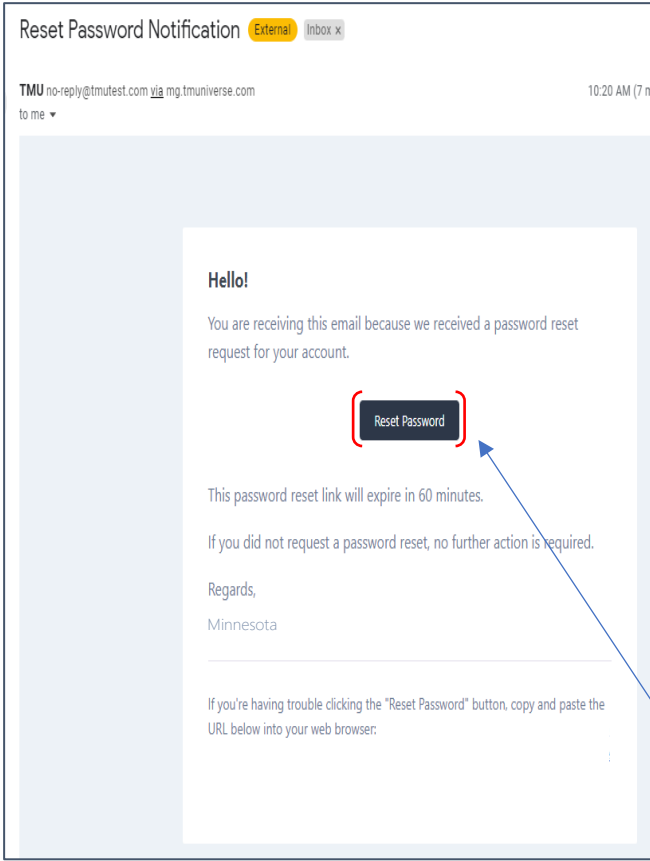 Reset Password Notification External Inbox x
TMU no-reply@tmutest.com via mg.tmuniverse.com 10:20 AM (7 m
to me
Hello!
You are receiving this email because we received a password reset
request for your account.
Reset Password
This password reset link will expire in 60 minutes.
If you did not request a password reset, no further action is required.
Regards,
Minnesota
If you're having trouble clicking the "Reset Password" button, copy and paste the
URL below into your web browser: